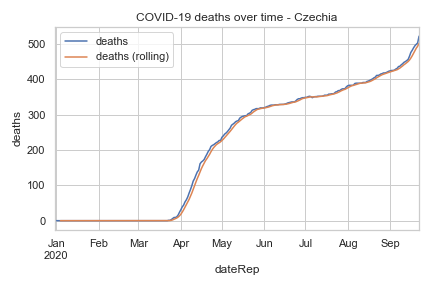 COVID-19 deaths over time - Czechia
deaths
deaths (rolling)
500
400
300
200
100
0
deaths
Jan Feb Mar Apr May Jun Jul Aug Sep
2020
dateRep